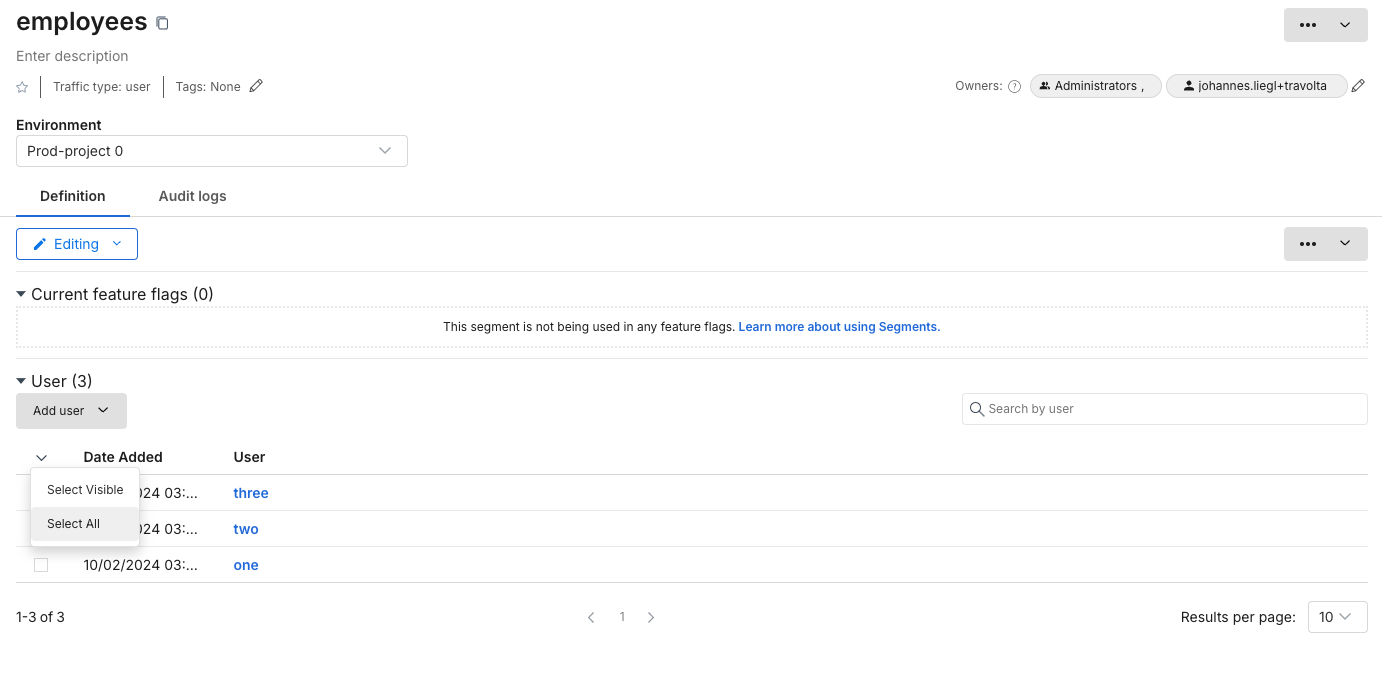 employees
Enter description
Traffic type: user
Tags: None
Owners:
Administrators ,
johannes.liegl+travolta
Environment
Prod-project 0
Definition
Audit logs
Editing
Current feature flags (0)
This segment is not being used in any feature flags. Learn more about using Segments.
User (3)
Add user
Search by user
Date Added
User
Select Visible
024 03:...
three
Select All
024 03:...
two
10/02/2024 03:...
one
1-3 of 3
1
Results per page:
10